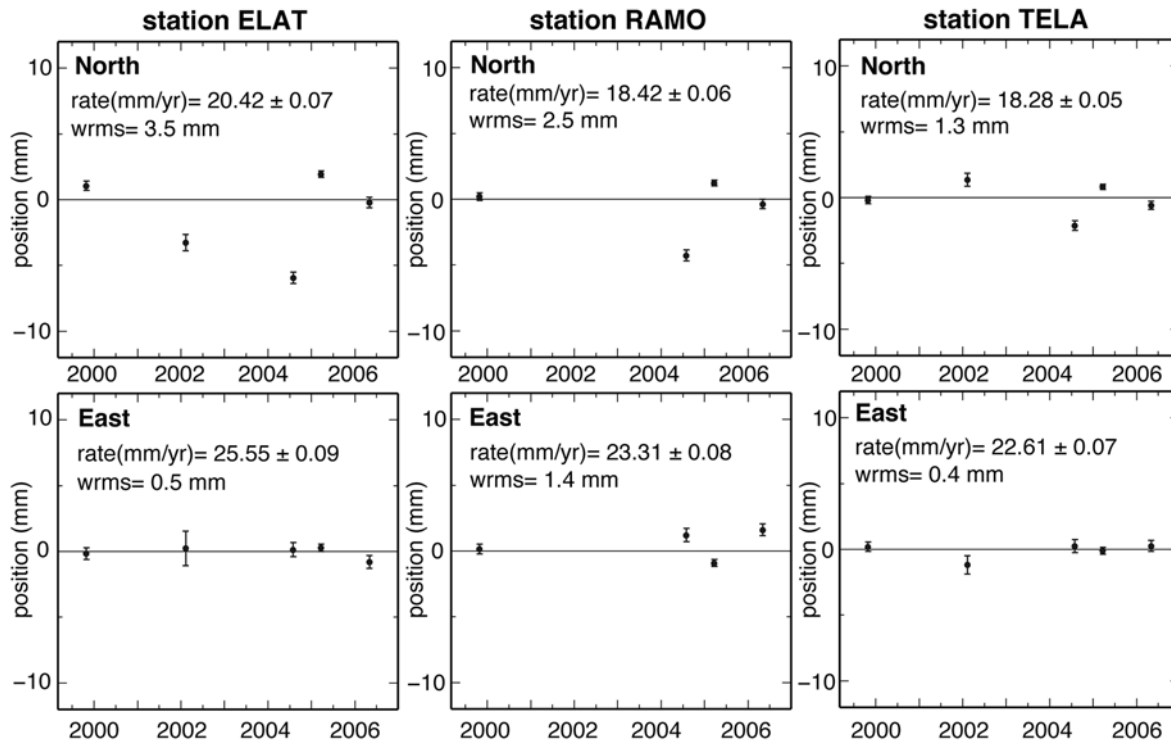 station ELAT
North
rate(mm/yr)= 20.42 ± 0.07
wrms= 3.5 mm
position (mm)
10
0
−10
2000 2002 2004 2006
station RAMO
North
rate(mm/yr)= 18.42 ± 0.06
wrms= 2.5 mm
position (mm)
10
0
−10
2000 2002 2004 2006
station TELA
North
rate(mm/yr)= 18.28 ± 0.05
wrms= 1.3 mm
position (mm)
10
0
−10
2000 2002 2004 2006
East
rate(mm/yr)= 25.55 ± 0.09
wrms= 0.5 mm
position (mm)
10
0
−10
2000 2002 2004 2006
East
rate(mm/yr)= 23.31 ± 0.08
wrms= 1.4 mm
position (mm)
10
0
−10
2000 2002 2004 2006
East
rate(mm/yr)= 22.61 ± 0.07
wrms= 0.4 mm
position (mm)
10
0
−10
2000 2002 2004 2006